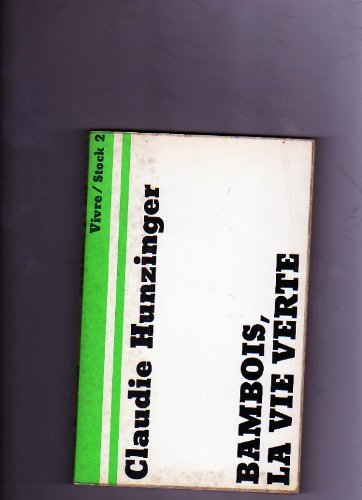 Vivre/Stock 2
Claudie Hunzinger
BAMBOIS,
LA VIE VERTE